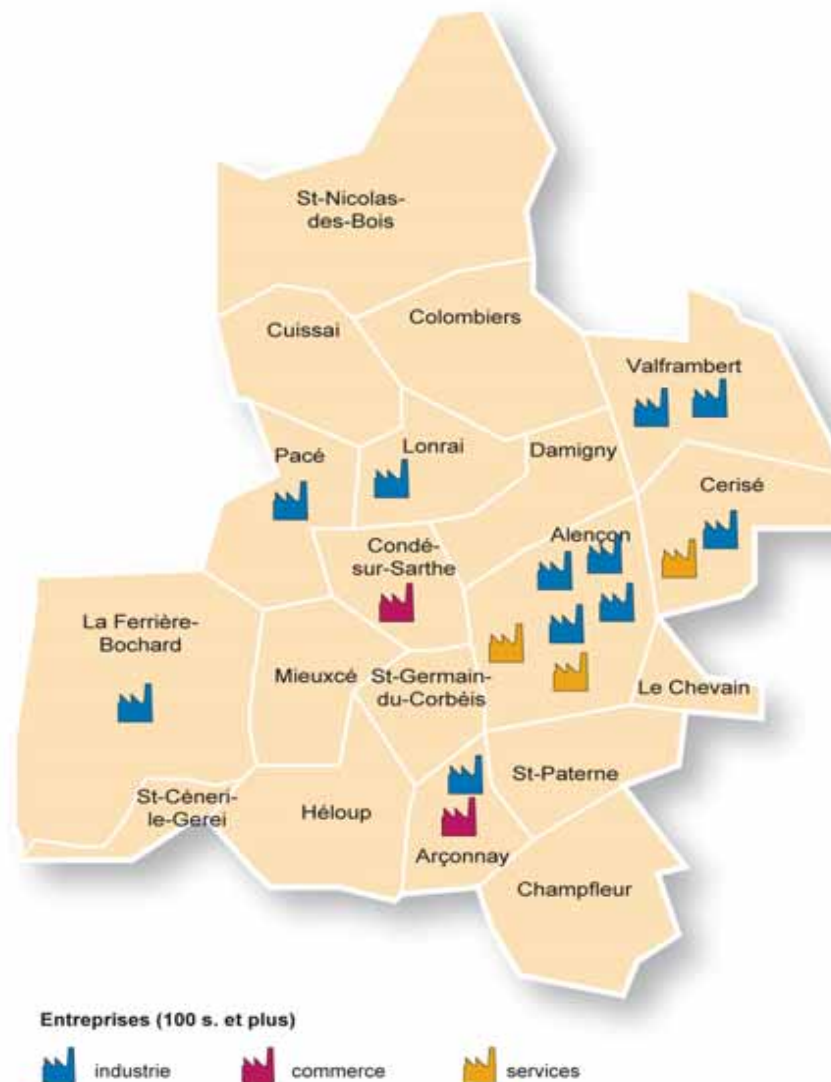 St-Nicolas-
des-Bois
Cuissai
Colombiers
Valframbert
Pacé
Lonrai
Damigny
Cerisé
Condé-
sur-Sarthe
Alençon
La Ferrière-
Bochard
Mieuxcé
St-Germain-
du-Corbéis
Le Chevain
St-Céneri-
le-Gerei
Héloup
St-Paterne
Arçonnay
Champfleur
Entreprises (100 s. et plus)
industrie
commerce
services